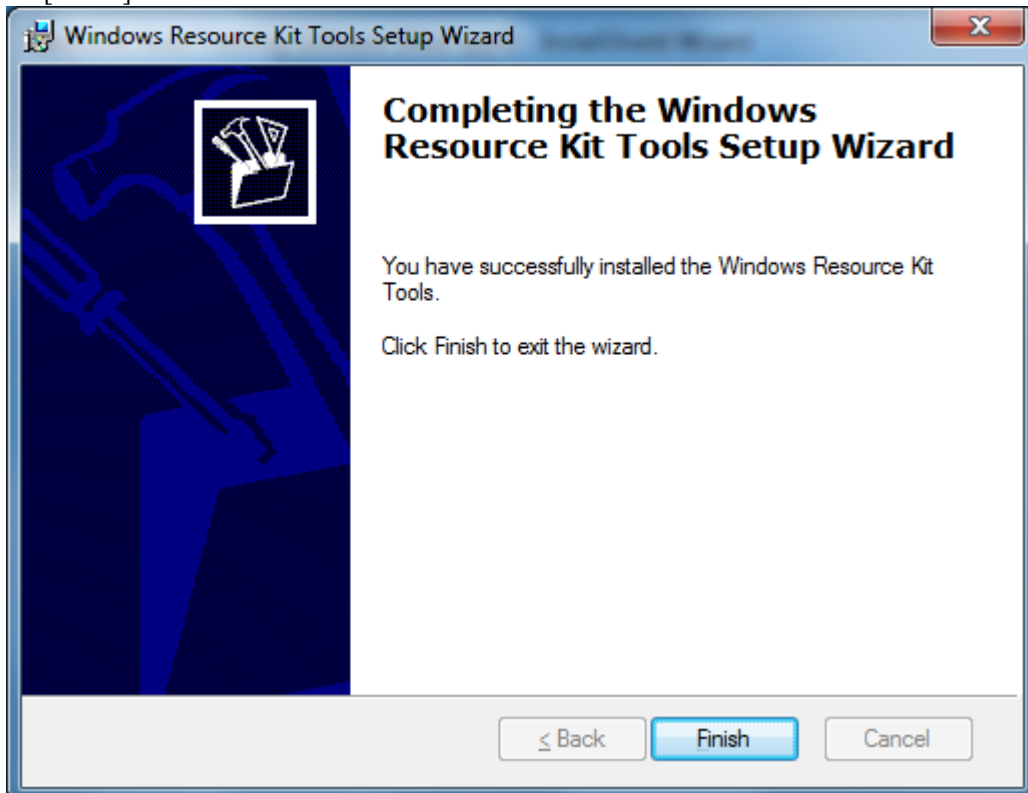 Windows Resource Kit Tools Setup Wizard
Completing the Windows
Resource Kit Tools Setup Wizard
You have successfully installed the Windows Resource Kit
Tools.
Click Finish to exit the wizard.
< Back
Finish
Cancel